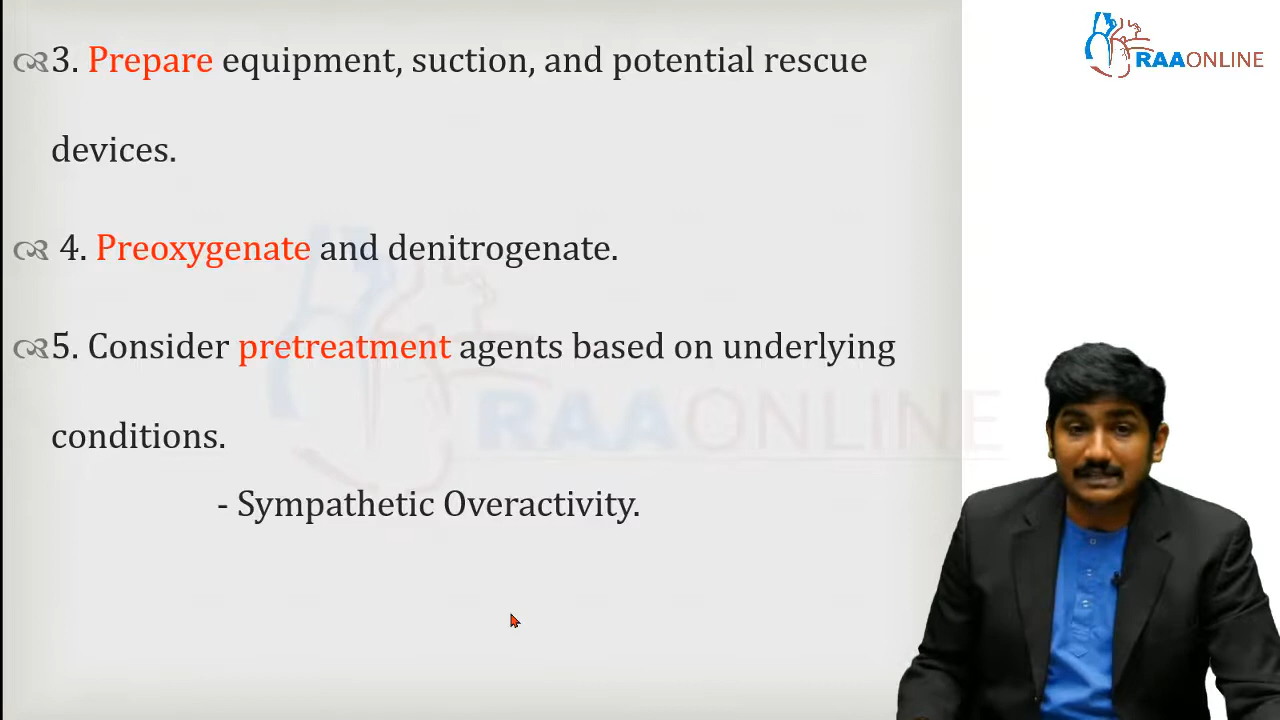 RAAONLINE
3. Prepare equipment, suction, and potential rescue
devices.
4. Preoxygenate and denitrogenate.
5. Consider pretreatment agents based on underlying
conditions.
RAAONLINE
- Sympathetic Overactivity.